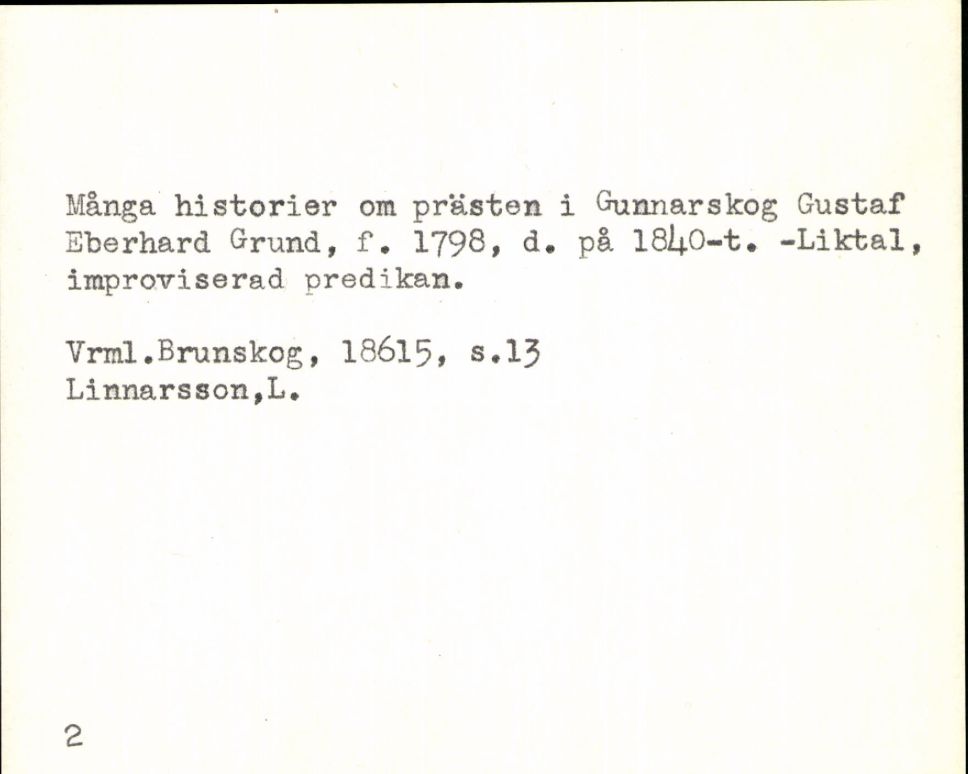 Många historier om prästen i Gunnarskog Gustaf
Eberhard Grund, f. 1798, d. på 1840-t. -Liktal,
improviserad predikan.
Vrml.Brunskog, 18615, s.13
Linnarsson,L.
2